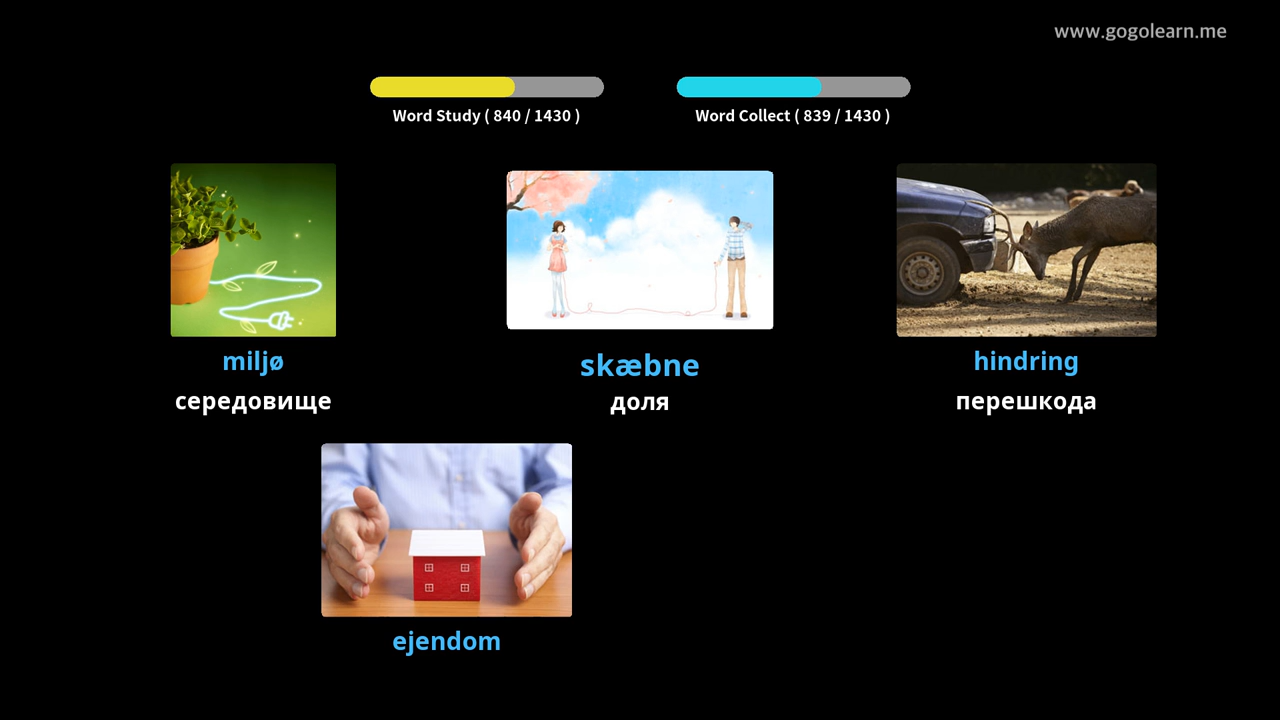 www.gogolearn.me
Word Study ( 840 / 1430 )
Word Collect ( 839 / 1430 )
miljø
skæbne
hindring
середовище
доля
перешкода
ejendom